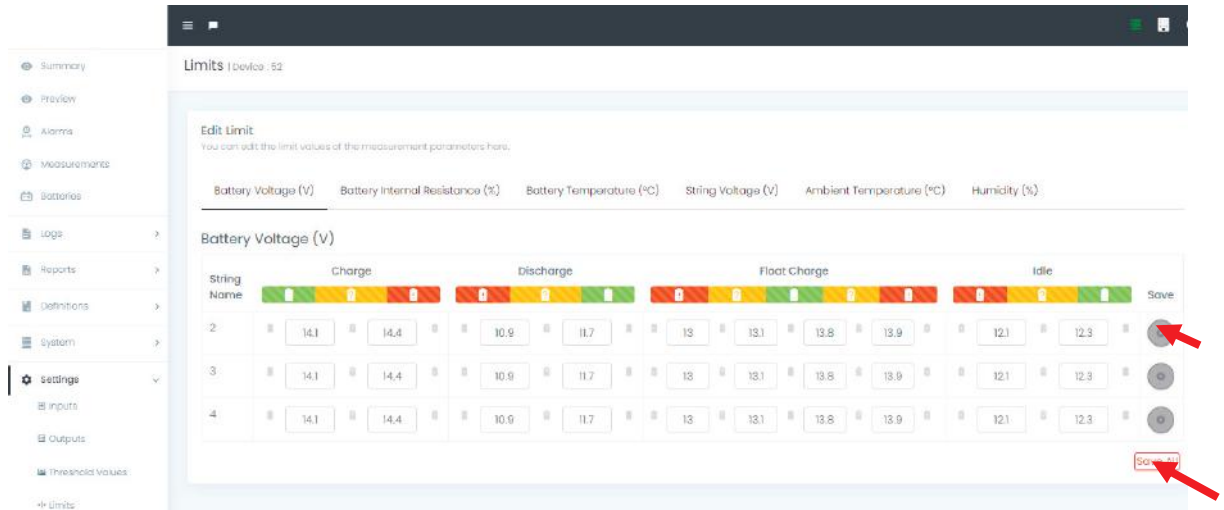 Limits | Device : 52
Summary
Preview
Alarms
Measurements
Batteries
Logs
Reports
Definitions
System
Settings
Inputs
Outputs
Threshold Values
Limits
Edit Limit
You can edit the limit values of the measurement parameters here.
Battery Voltage (V) Battery Internal Resistance (%) Battery Temperature (°C) String Voltage (V) Ambient Temperature (°C) Humidity (%)
Battery Voltage (V)
String Name Charge Discharge Float Charge Idle Save
2 14.1 14.4 10.9 11.7 13 13.1 13.8 13.9 12.1 12.3
3 14.1 14.4 10.9 11.7 13 13.1 13.8 13.9 12.1 12.3
4 14.1 14.4 10.9 11.7 13 13.1 13.8 13.9 12.1 12.3
Save All